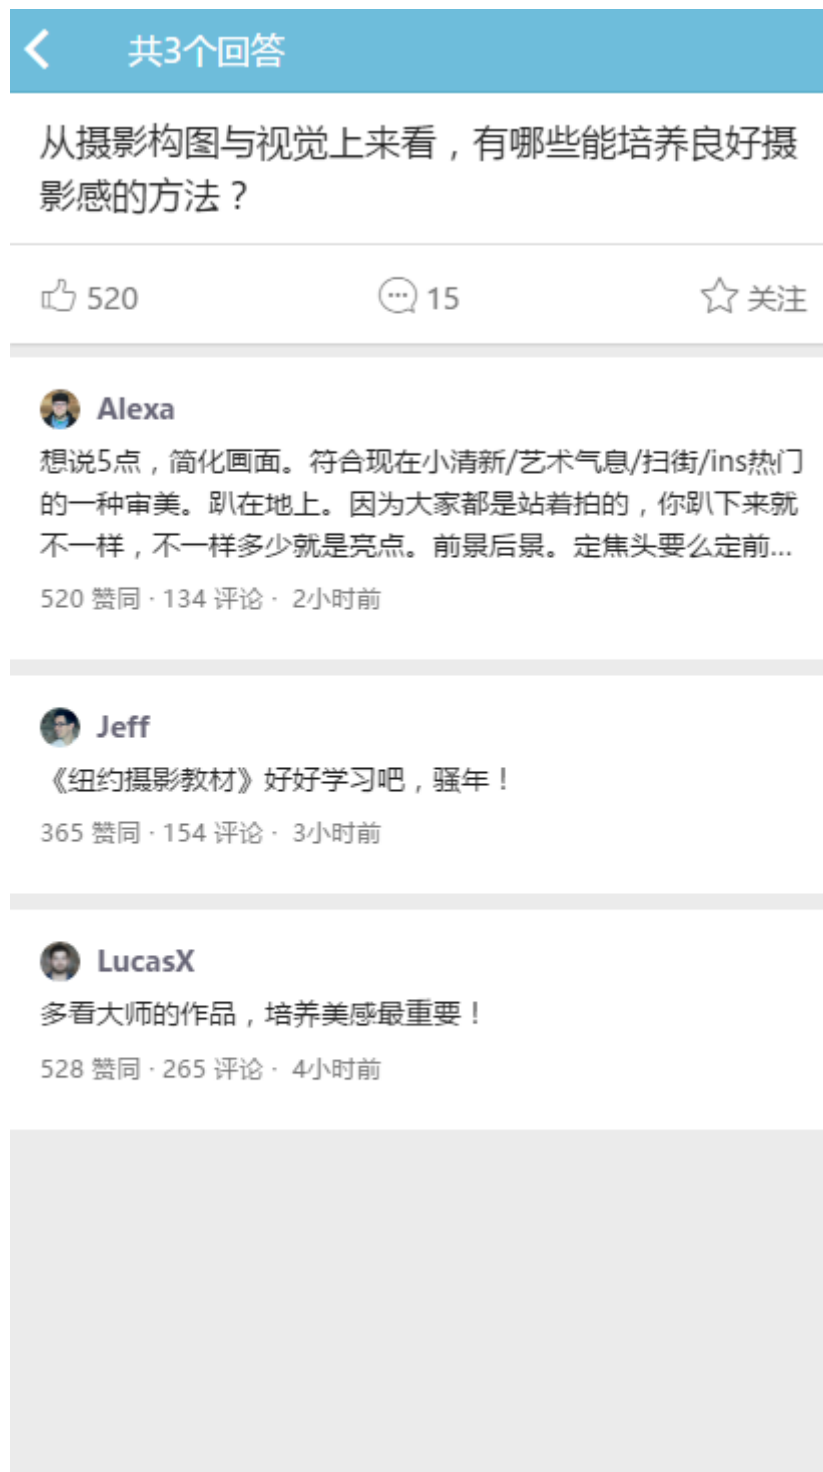 共3个回答
从摄影构图与视觉上来看，有哪些能培养良好摄
影感的方法？
520
15
关注
Alexa
想说5点，简化画面。符合现在小清新/艺术气息/扫街/ins热门
的一种审美。趴在地上。因为大家都是站着拍的，你趴下来就
不一样，不一样多少就是亮点。前景后景。定焦头要么定前...
520 赞同 · 134 评论 · 2小时前
Jeff
《纽约摄影教材》好好学习吧，骚年！
365 赞同 · 154 评论 · 3小时前
LucasX
多看大师的作品，培养美感最重要！
528 赞同 · 265 评论 · 4小时前